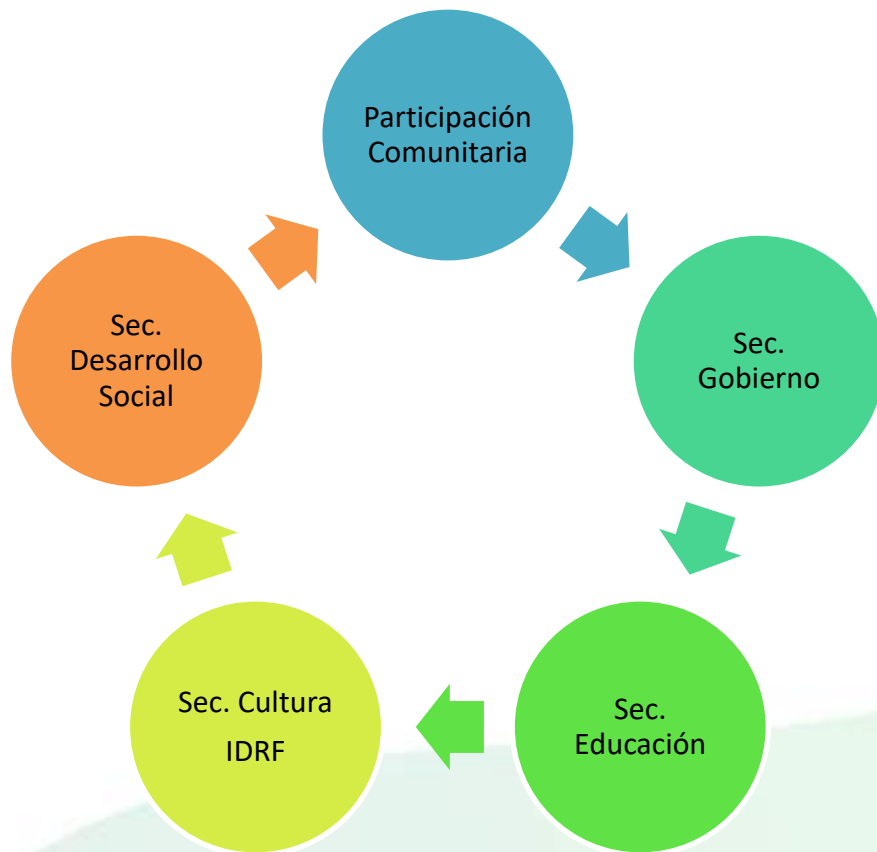 Participación
Comunitaria
Sec.
Gobierno
Sec.
Educación
Sec. Cultura
IDRF
Sec.
Desarrollo
Social